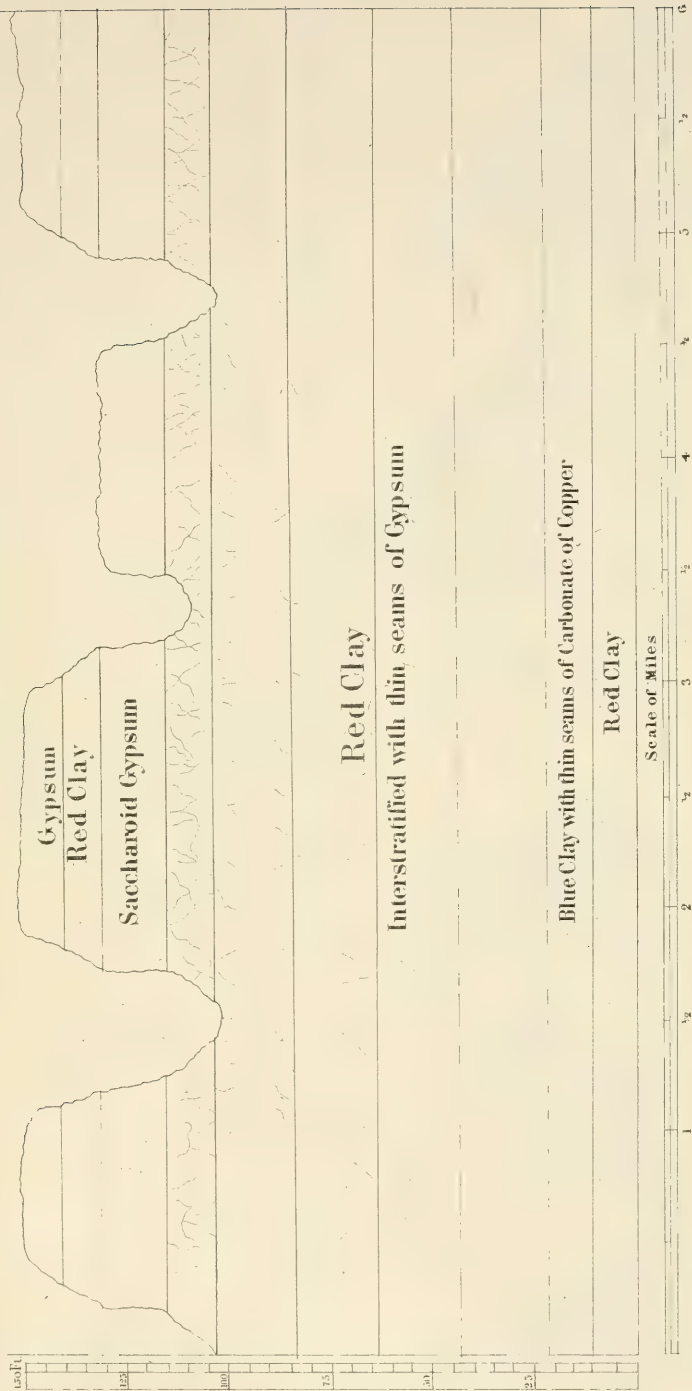 150 Ft.
125
100
75
50
25
Gypsum
Red Clay
Saccharoid Gypsum
Red Clay
Interstratified with thin seams of Gypsum
Blue Clay with thin seams of Carbonate of Copper
Red Clay
Scale of Miles
1 ½ 2 ½ 3 ½ 4 ½ 5 ½ 6